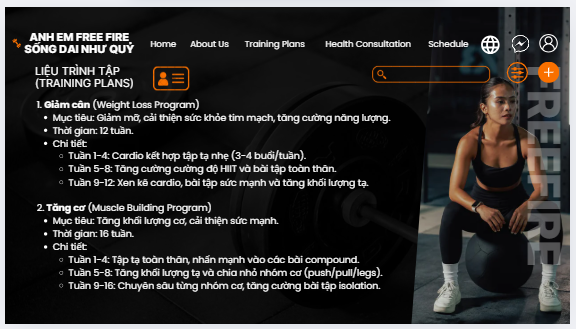 ANH EM FREE FIRE
SỐNG DAI NHƯ QUỶ
Home About Us Training Plans Health Consultation Schedule
LIỆU TRÌNH TẬP
(TRAINING PLANS)
1. Giảm cân (Weight Loss Program)
• Mục tiêu: Giảm mỡ, cải thiện sức khỏe tim mạch, tăng cường năng lượng.
• Thời gian: 12 tuần.
• Chi tiết:
○ Tuần 1-4: Cardio kết hợp tập tạ nhẹ (3-4 buổi/tuần).
○ Tuần 5-8: Tăng cường cường độ HIIT và bài tập toàn thân.
○ Tuần 9-12: Xen kẽ cardio, bài tập sức mạnh và tăng khối lượng tạ.
2. Tăng cơ (Muscle Building Program)
• Mục tiêu: Tăng khối lượng cơ, cải thiện sức mạnh.
• Thời gian: 16 tuần.
• Chi tiết:
○ Tuần 1-4: Tập tạ toàn thân, nhấn mạnh vào các bài compound.
○ Tuần 5-8: Tăng khối lượng tạ và chia nhỏ nhóm cơ (push/pull/legs).
○ Tuần 9-16: Chuyên sâu từng nhóm cơ, tăng cường bài tập isolation.
FREEFIRE